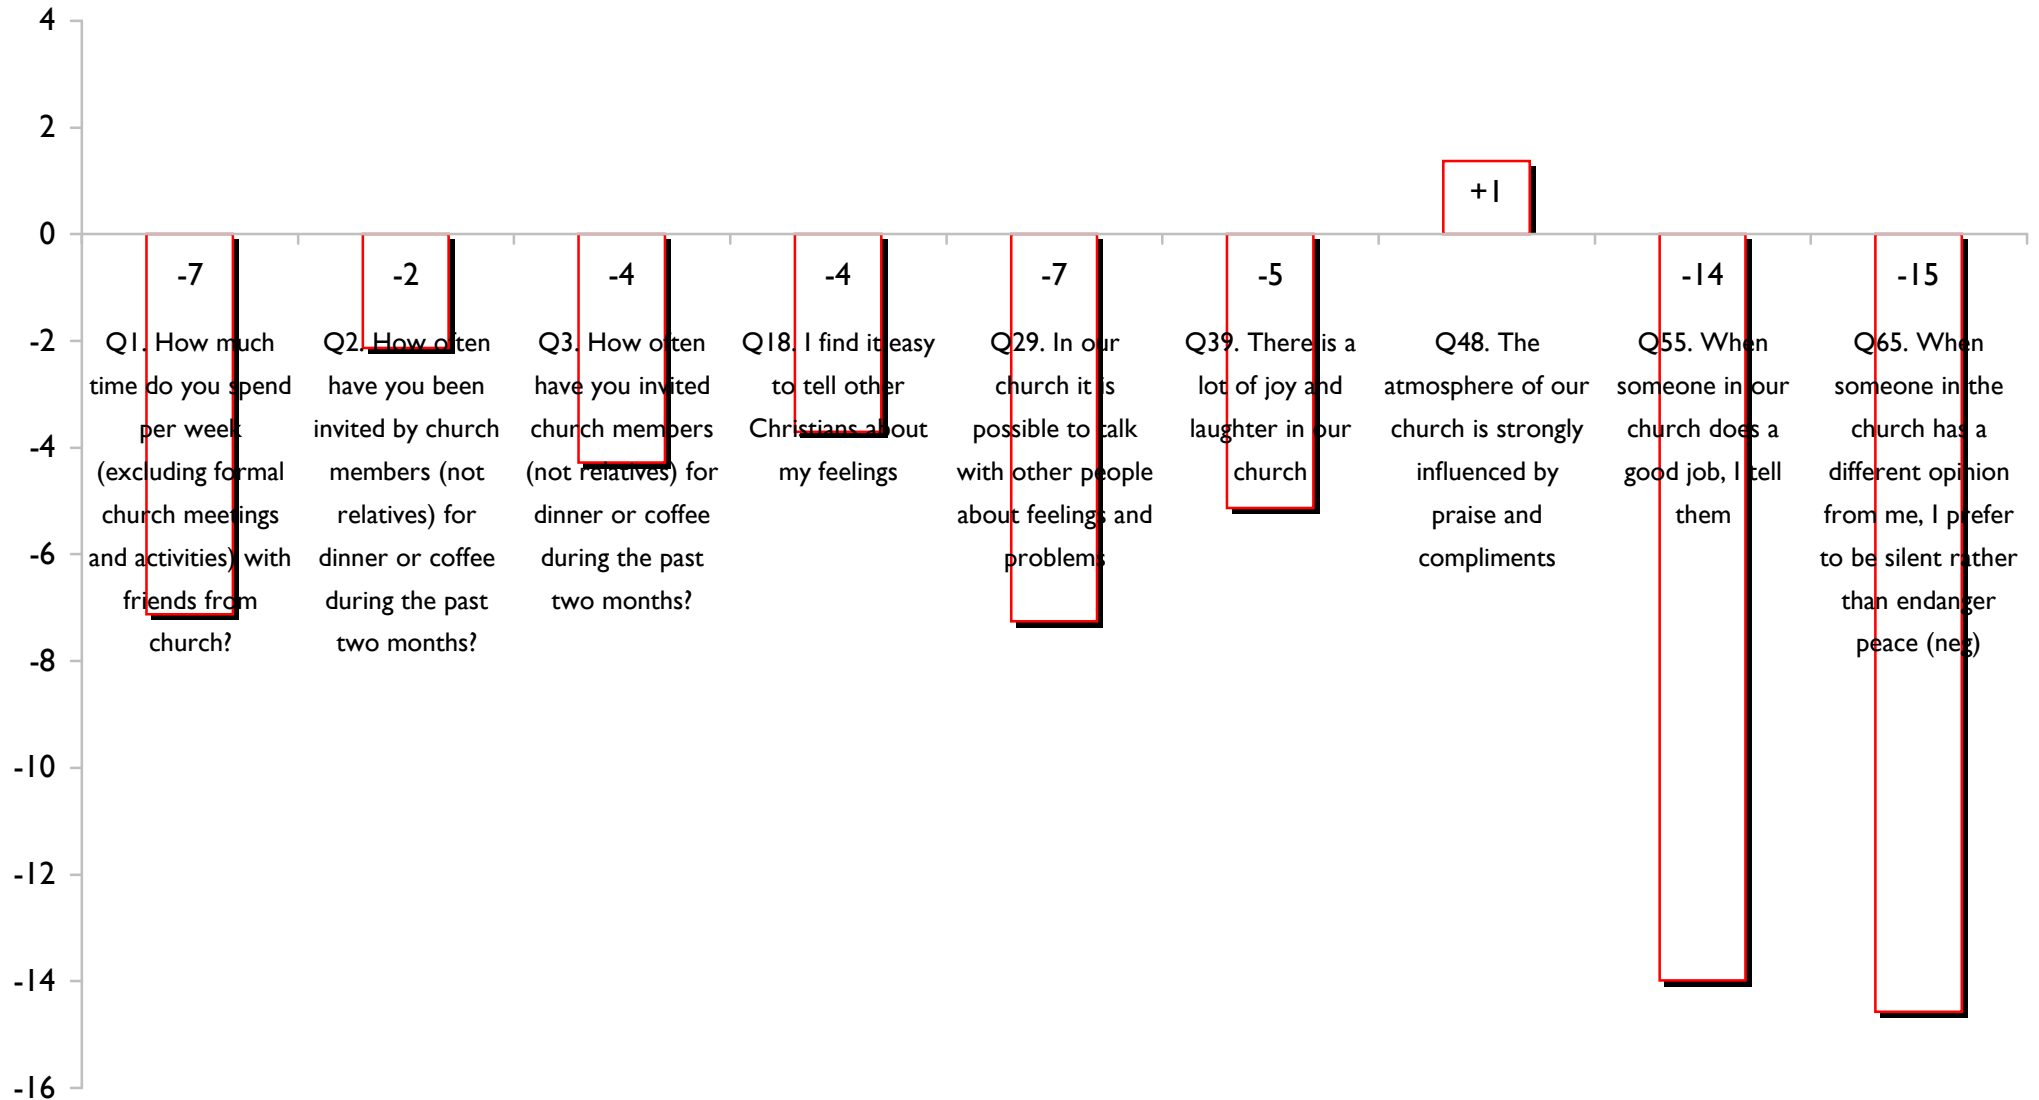 4
2
0
-2
-4
-6
-8
-10
-12
-14
-16
-7
-2
-4
-4
-7
-5
+1
-14
-15
Q1. How much
time do you spend
per week
(excluding formal
church meetings
and activities) with
friends from
church?
Q2. How often
have you been
invited by church
members (not
relatives) for
dinner or coffee
during the past
two months?
Q3. How often
have you invited
church members
(not relatives) for
dinner or coffee
during the past
two months?
Q18. I find it easy
to tell other
Christians about
my feelings
Q29. In our
church it is
possible to talk
with other people
about feelings and
problems
Q39. There is a
lot of joy and
laughter in our
church
Q48. The
atmosphere of our
church is strongly
influenced by
praise and
compliments
Q55. When
someone in our
church does a
good job, I tell
them
Q65. When
someone in the
church has a
different opinion
from me, I prefer
to be silent rather
than endanger
peace (neg)